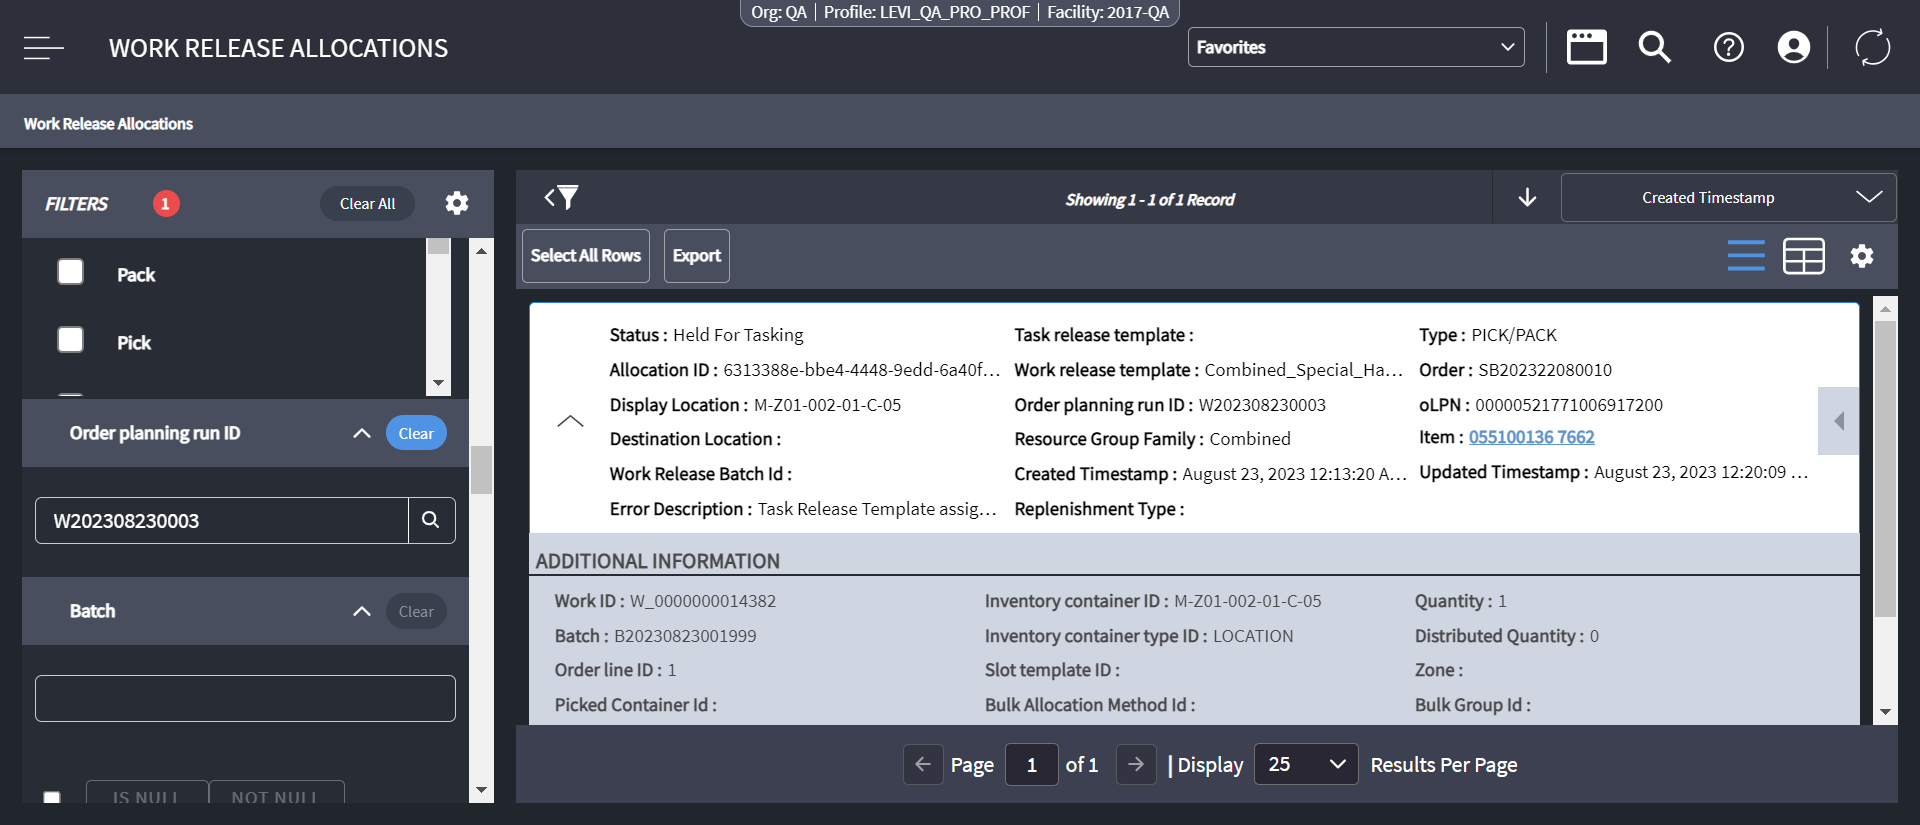 Org: QA | Profile: LEVI_QA_PRO_PROF | Facility: 2017-QA
WORK RELEASE ALLOCATIONS
Favorites
Work Release Allocations
FILTERS 1 Clear All
Pack
Pick
Order planning run ID Clear
W202308230003
Batch Clear
IS NULL NOT NULL
Showing 1 - 1 of 1 Record
Created Timestamp
Select All Rows Export
Status : Held For Tasking Task release template : Type : PICK/PACK
Allocation ID : 6313388e-bbe4-4448-9edd-6a40f... Work release template : Combined_Special_Ha... Order : SB202322080010
Display Location : M-Z01-002-01-C-05 Order planning run ID : W202308230003 oLPN : 00000521771006917200
Destination Location : Resource Group Family : Combined Item : 055100136 7662
Work Release Batch Id : Created Timestamp : August 23, 2023 12:13:20 A... Updated Timestamp : August 23, 2023 12:20:09 ...
Error Description : Task Release Template assig... Replenishment Type :
ADDITIONAL INFORMATION
Work ID : W_0000000014382 Inventory container ID : M-Z01-002-01-C-05 Quantity : 1
Batch : B20230823001999 Inventory container type ID : LOCATION Distributed Quantity : 0
Order line ID : 1 Slot template ID : Zone :
Picked Container Id : Bulk Allocation Method Id : Bulk Group Id :
Page 1 of 1 | Display 25 Results Per Page